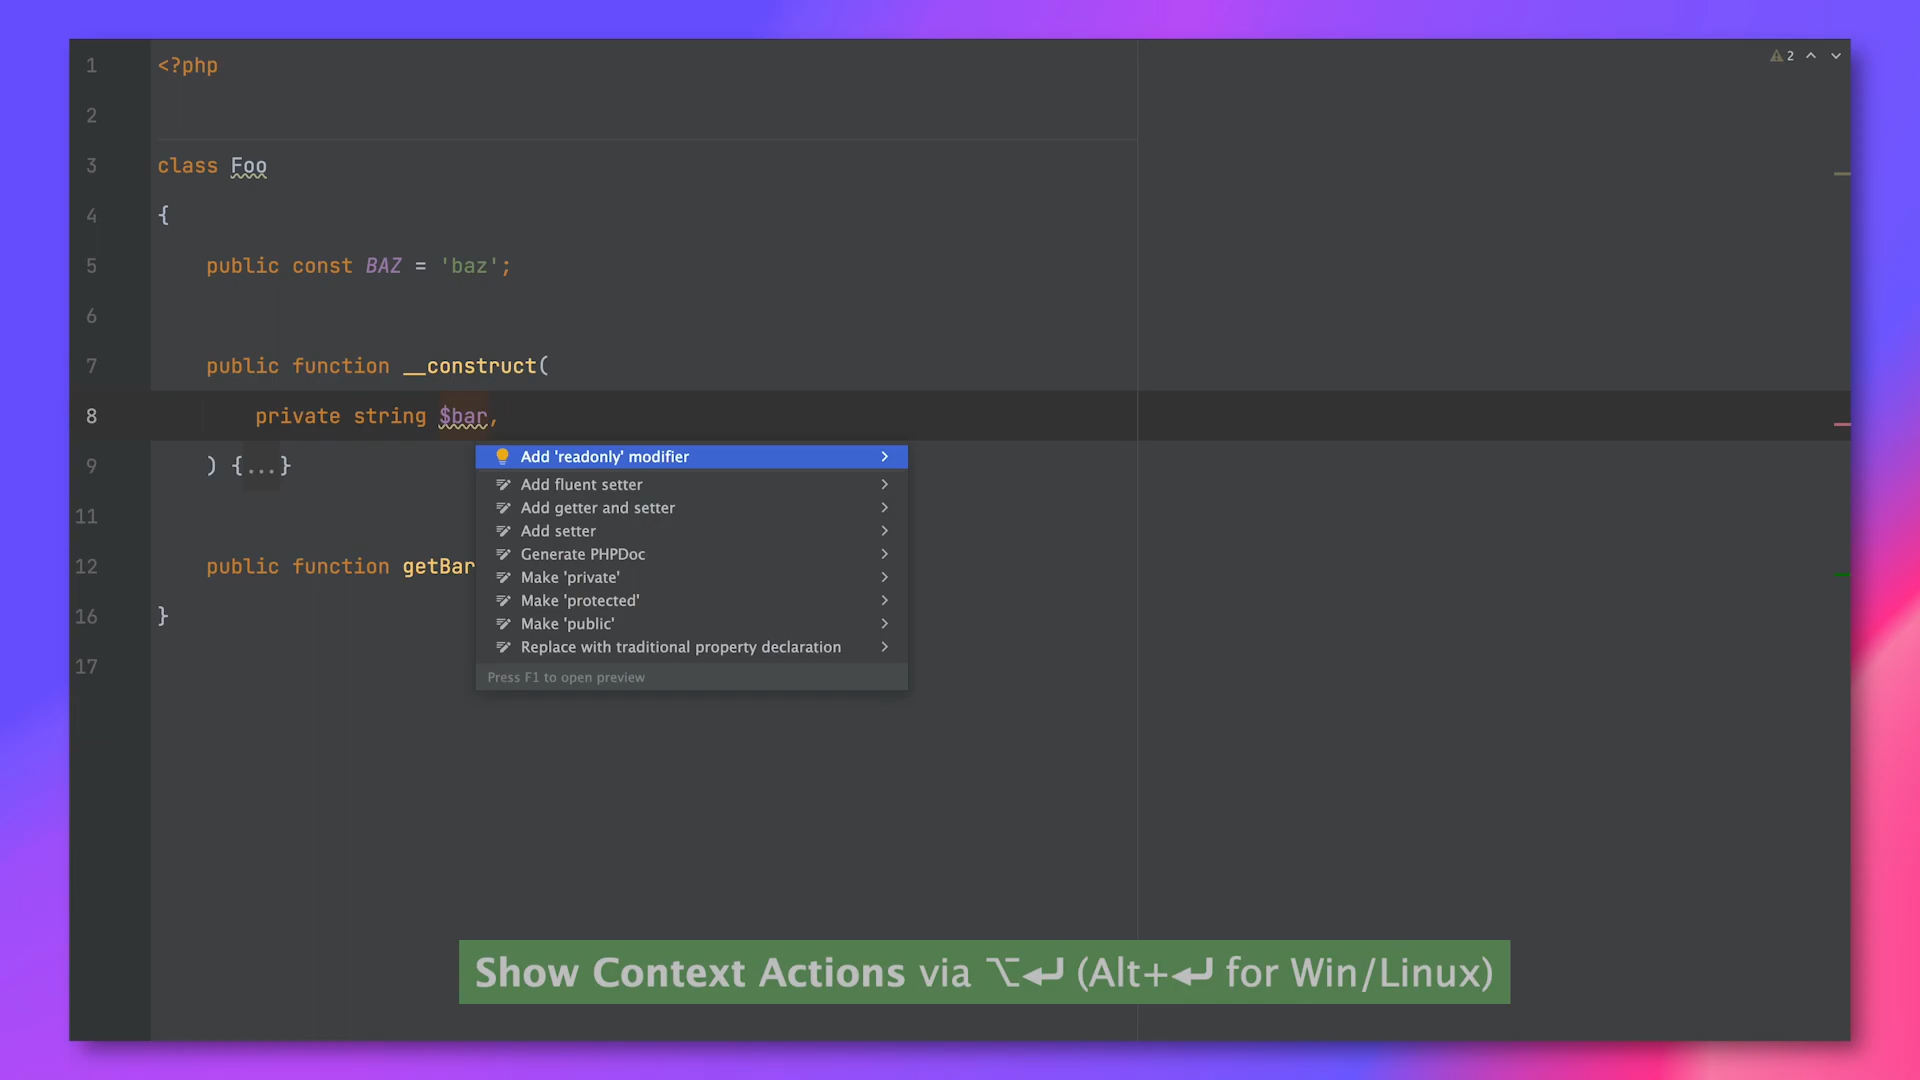 ⚠ 2
1 <?php
2
3 class Foo
4 {
5 public const BAZ = 'baz';
6
7 public function __construct(
8 private string $bar,
9 ) {...}
11
12 public function getBar
16 }
17
Add 'readonly' modifier
Add fluent setter
Add getter and setter
Add setter
Generate PHPDoc
Make 'private'
Make 'protected'
Make 'public'
Replace with traditional property declaration
Press F1 to open preview
Show Context Actions via ⌥↩ (Alt+↩ for Win/Linux)